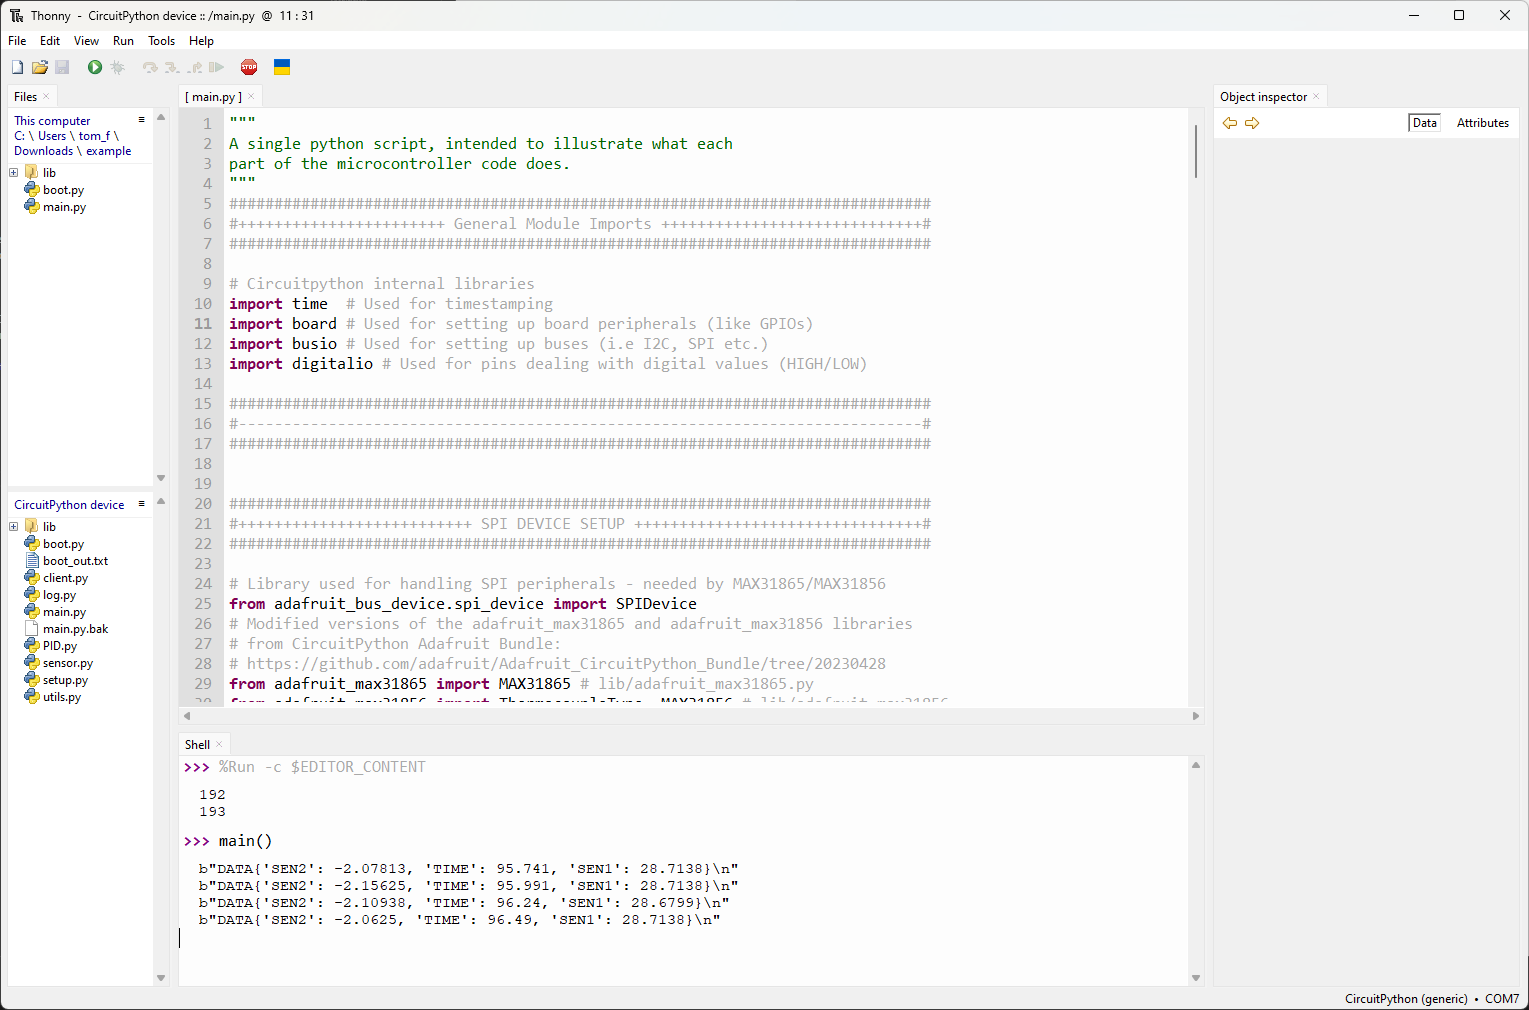 Thonny - CircuitPython device :: /main.py @ 11 : 31
File Edit View Run Tools Help
STOP
Files ×
This computer
C: \ Users \ tom_f \
Downloads \ example
lib
boot.py
main.py
CircuitPython device
lib
boot.py
boot_out.txt
client.py
log.py
main.py
main.py.bak
PID.py
sensor.py
setup.py
utils.py
[ main.py ] ×
1 """
2 A single python script, intended to illustrate what each
3 part of the microcontroller code does.
4 """
5 ##############################################################################
6 #+++++++++++++++++++++++ General Module Imports +++++++++++++++++++++++++++++#
7 ##############################################################################
8
9 # Circuitpython internal libraries
10 import time  # Used for timestamping
11 import board # Used for setting up board peripherals (like GPIOs)
12 import busio # Used for setting up buses (i.e I2C, SPI etc.)
13 import digitalio # Used for pins dealing with digital values (HIGH/LOW)
14
15 ##############################################################################
16 #----------------------------------------------------------------------------#
17 ##############################################################################
18
19
20 ##############################################################################
21 #++++++++++++++++++++++++++ SPI DEVICE SETUP ++++++++++++++++++++++++++++++++#
22 ##############################################################################
23
24 # Library used for handling SPI peripherals - needed by MAX31865/MAX31856
25 from adafruit_bus_device.spi_device import SPIDevice
26 # Modified versions of the adafruit_max31865 and adafruit_max31856 libraries
27 # from CircuitPython Adafruit Bundle:
28 # https://github.com/adafruit/Adafruit_CircuitPython_Bundle/tree/20230428
29 from adafruit_max31865 import MAX31865 # lib/adafruit_max31865.py
30 from adafruit_max31856 import ThermocoupleType, MAX31856 # lib/adafruit_max31856
Shell ×
>>> %Run -c $EDITOR_CONTENT
192
193
>>> main()
b"DATA{'SEN2': -2.07813, 'TIME': 95.741, 'SEN1': 28.7138}\n"
b"DATA{'SEN2': -2.15625, 'TIME': 95.991, 'SEN1': 28.7138}\n"
b"DATA{'SEN2': -2.10938, 'TIME': 96.24, 'SEN1': 28.6799}\n"
b"DATA{'SEN2': -2.0625, 'TIME': 96.49, 'SEN1': 28.7138}\n"
Object inspector ×
Data Attributes
CircuitPython (generic) • COM7